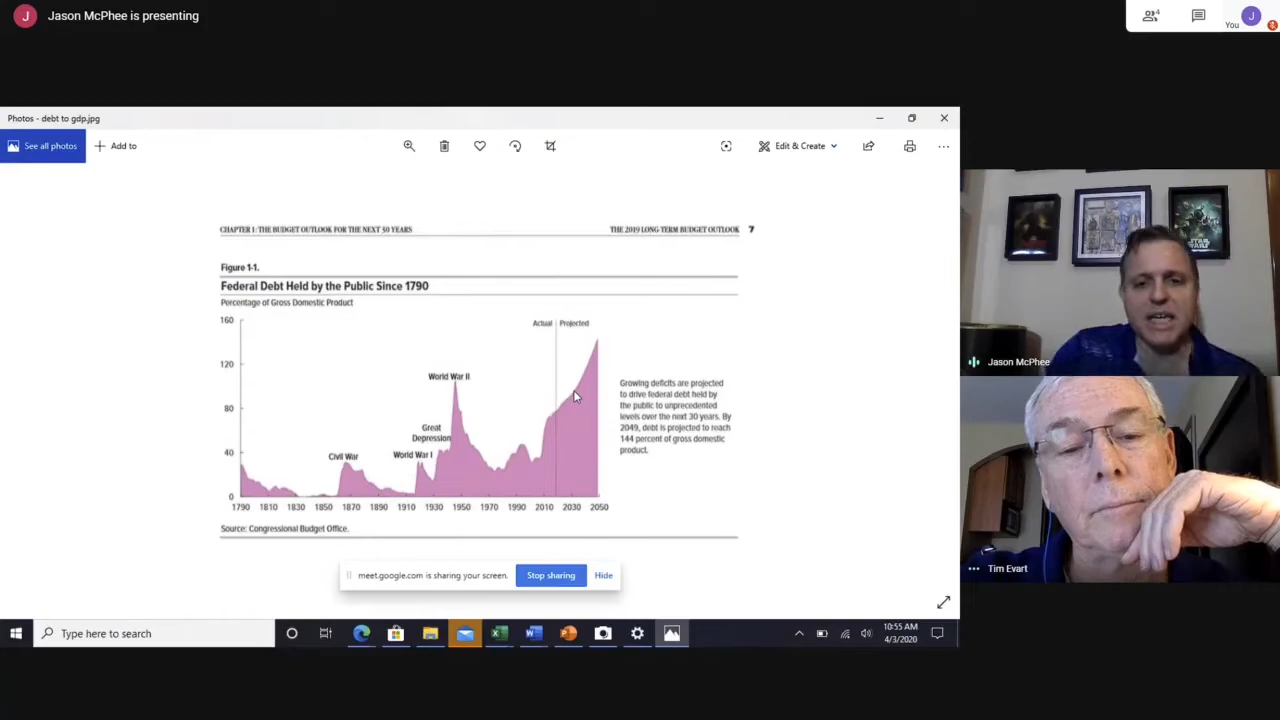 J Jason McPhee is presenting
4
You J
Photos - debt to gdp.jpg
See all photos
Add to
Edit & Create
CHAPTER 1: THE BUDGET OUTLOOK FOR THE NEXT 30 YEARS
THE 2019 LONG-TERM BUDGET OUTLOOK 7
Figure 1-1.
Federal Debt Held by the Public Since 1790
Percentage of Gross Domestic Product
160
120
80
40
0
Actual Projected
World War II
Great
Depression
World War I
Civil War
1790 1810 1830 1850 1870 1890 1910 1930 1950 1970 1990 2010 2030 2050
Growing deficits are projected
to drive federal debt held by
the public to unprecedented
levels over the next 30 years. By
2049, debt is projected to reach
144 percent of gross domestic
product.
Source: Congressional Budget Office.
meet.google.com is sharing your screen.
Stop sharing
Hide
Type here to search
10:55 AM
4/3/2020
STAR
WARS
Jason McPhee
Tim Evart